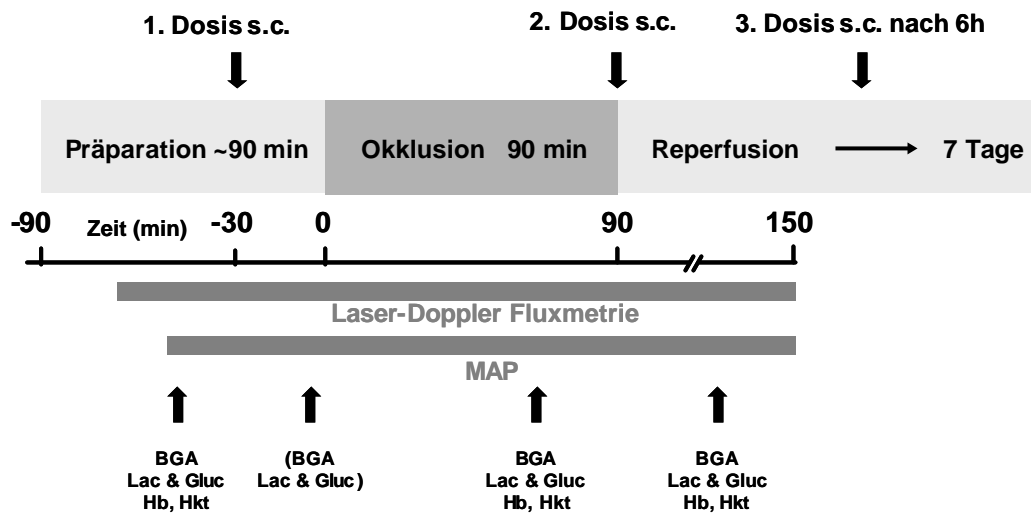 1. Dosis s.c.
2. Dosis s.c.
3. Dosis s.c. nach 6h
Präparation ~90 min
Okklusion 90 min
Reperfusion
7 Tage
-90
Zeit (min)
-30
0
90
150
Laser-Doppler Fluxmetrie
MAP
BGA
Lac & Gluc
Hb, Hkt
(BGA
Lac & Gluc)
BGA
Lac & Gluc
Hb, Hkt
BGA
Lac & Gluc
Hb, Hkt